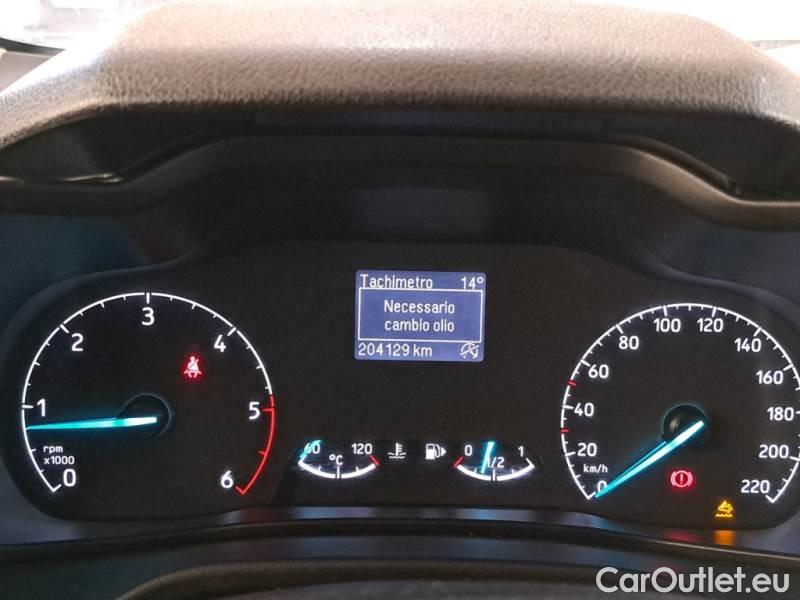 Tachimetro 14°
Necessario
cambio olio
204129 km
0 1 2 3 4 5 6
rpm
x1000
60 °C 120
0 1/2 1
0 20 40 60 80 100 120 140 160 180 200 220
km/h
CarOutlet.eu